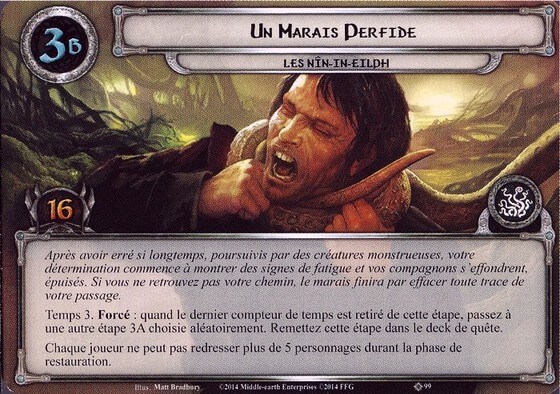 3B
Un Marais Perfide
Les Nîn-in-Eilph
16
Après avoir erré si longtemps, poursuivis par des créatures monstrueuses, votre
détermination commence à montrer des signes de fatigue et vos compagnons s'effondrent,
épuisés. Si vous ne retrouvez pas votre chemin, le marais finira par effacer toute trace de
votre passage.
Temps 3. Forcé : quand le dernier compteur de temps est retiré de cette étape, passez à
une autre étape 3A choisie aléatoirement. Remettez cette étape dans le deck de quête.
Chaque joueur ne peut pas redresser plus de 5 personnages durant la phase de
restauration.
Illus. Matt Bradbury ©2014 Middle-earth Enterprises ©2014 FFG 99